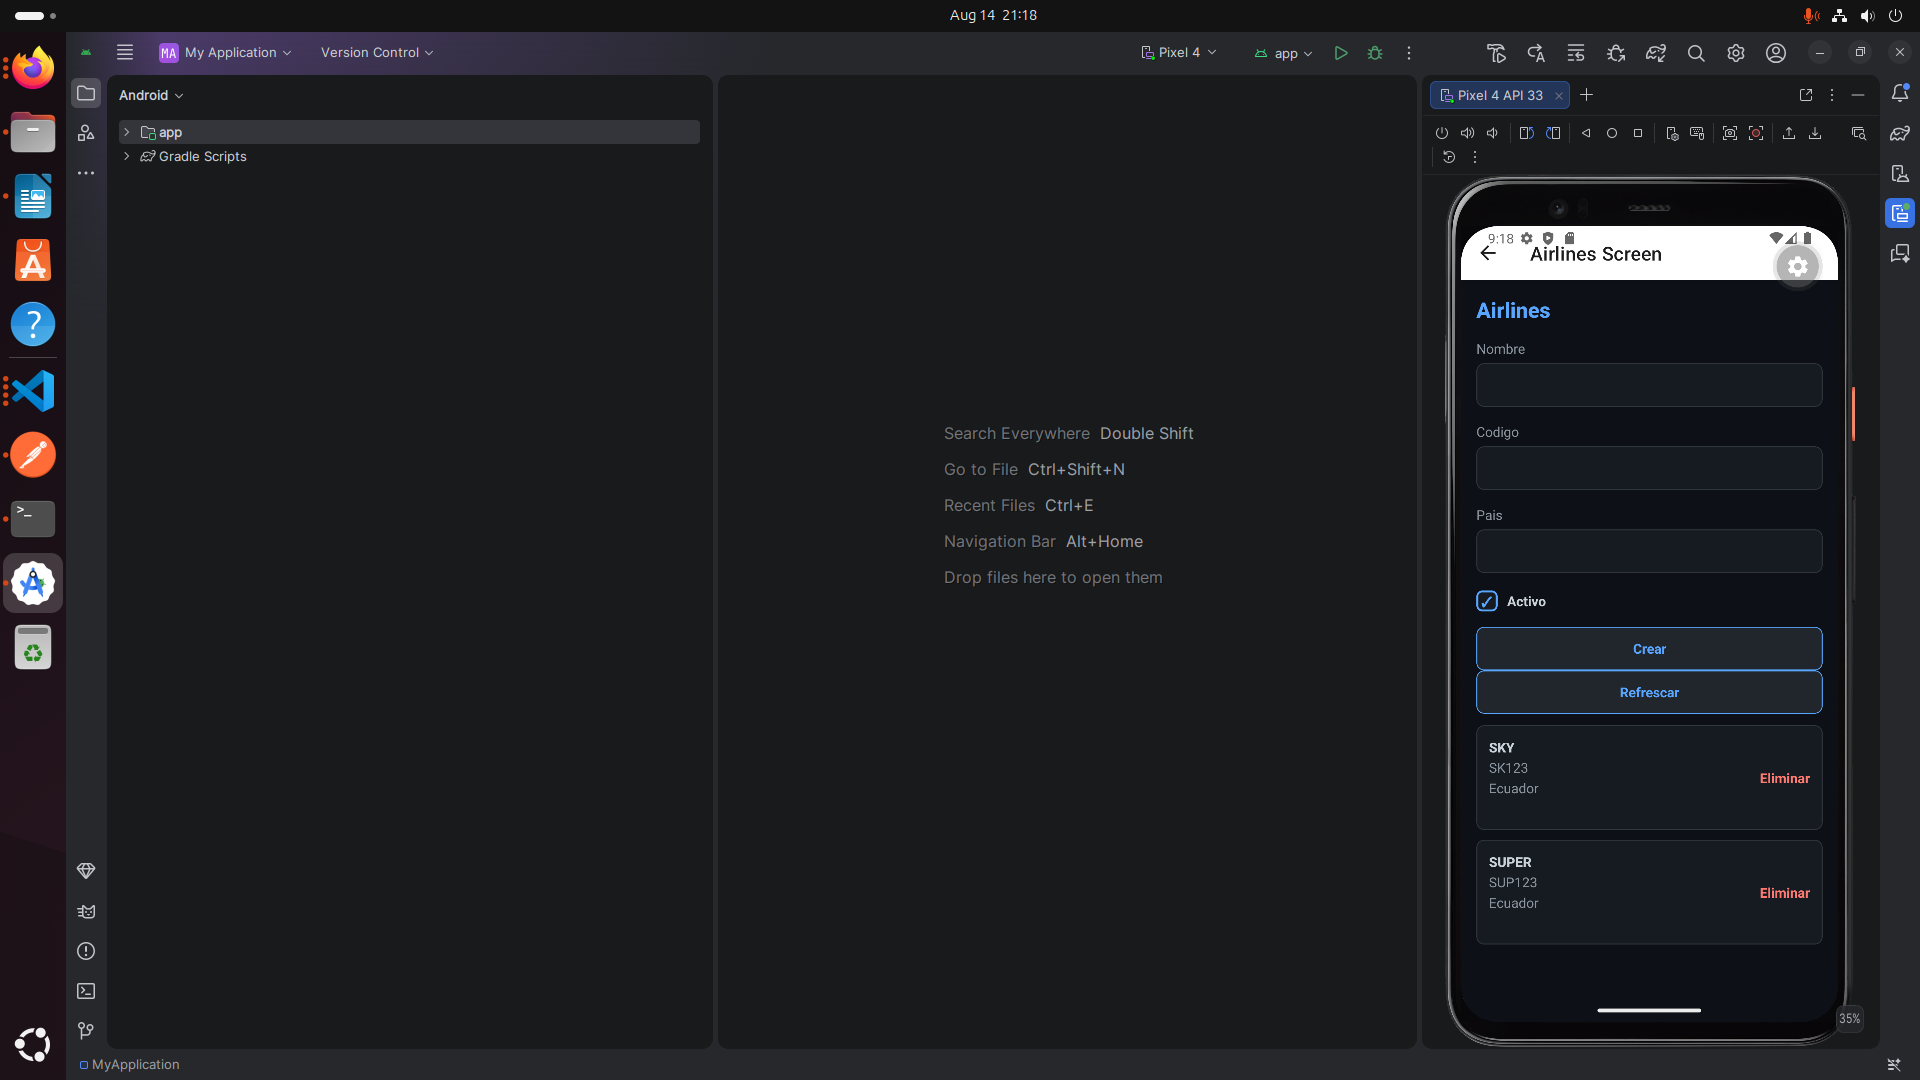 Aug 14 21:18
MA My Application
Version Control
Pixel 4
app
Android
app
Gradle Scripts
Search Everywhere Double Shift
Go to File Ctrl+Shift+N
Recent Files Ctrl+E
Navigation Bar Alt+Home
Drop files here to open them
Pixel 4 API 33
9:18
Airlines Screen
Airlines
Nombre
Codigo
Pais
Activo
Crear
Refrescar
SKY
SK123
Ecuador
Eliminar
SUPER
SUP123
Ecuador
Eliminar
35%
MyApplication